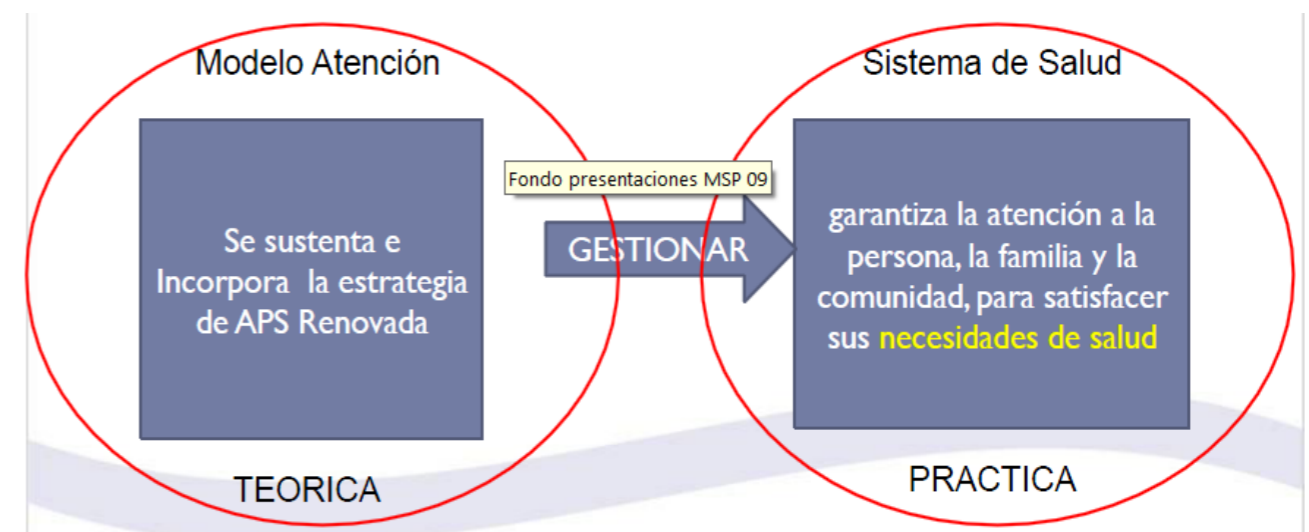 Modelo Atención
Se sustenta e
Incorpora la estrategia
de APS Renovada
TEORICA
Fondo presentaciones MSP 09
GESTIONAR
Sistema de Salud
garantiza la atención a la
persona, la familia y la
comunidad, para satisfacer
sus necesidades de salud
PRACTICA